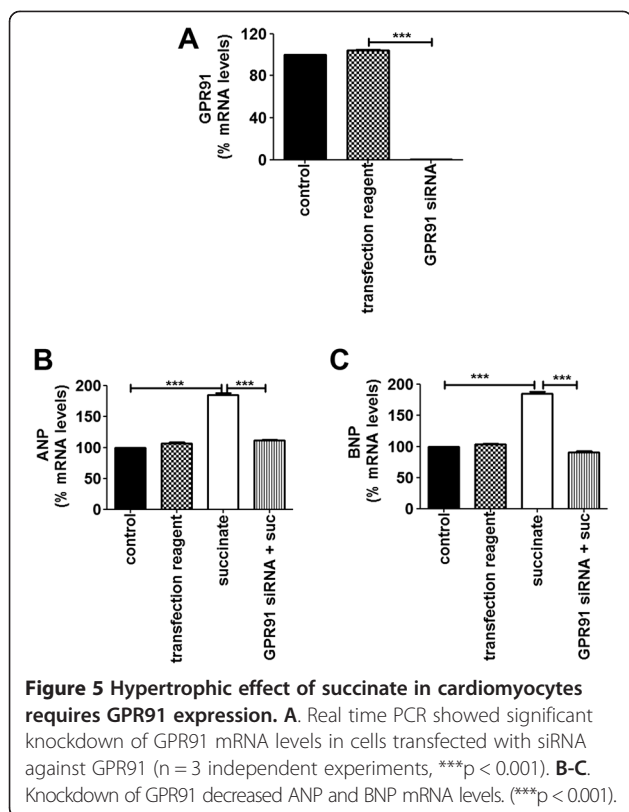 A
***
GPR91
(% mRNA levels)
120
80
40
0
control
transfection reagent
GPR91 siRNA
B
***
***
ANP
(% mRNA levels)
200
150
100
50
0
control
transfection reagent
succinate
GPR91 siRNA + suc
C
***
***
BNP
(% mRNA levels)
200
150
100
50
0
control
transfection reagent
succinate
GPR91 siRNA + suc
Figure 5 Hypertrophic effect of succinate in cardiomyocytes
requires GPR91 expression. A. Real time PCR showed significant
knockdown of GPR91 mRNA levels in cells transfected with siRNA
against GPR91 (n = 3 independent experiments, ***p < 0.001). B-C.
Knockdown of GPR91 decreased ANP and BNP mRNA levels. (***p < 0.001).